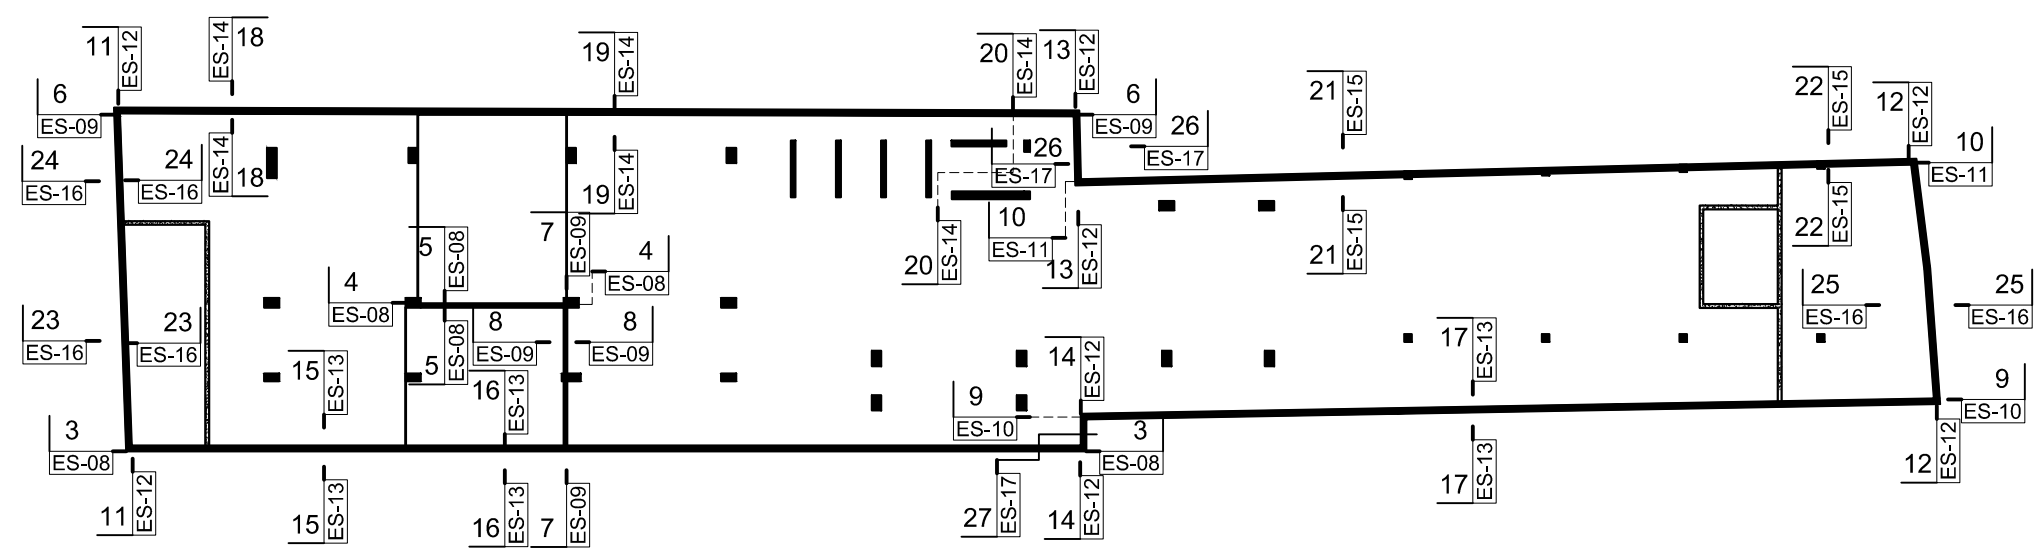 11
ES-12
ES-14
18
19
ES-14
20
ES-14
13
ES-12
21
ES-15
22
ES-15
12
ES-12
6
ES-09
6
ES-09
26
ES-17
26
ES-17
10
ES-11
24
ES-16
24
ES-16
ES-14
18
19
ES-14
5
ES-08
7
ES-09
4
ES-08
20
ES-14
10
ES-11
13
ES-12
21
ES-15
22
ES-15
4
ES-08
23
ES-16
23
ES-16
15
ES-13
5
ES-08
8
ES-09
8
ES-09
16
ES-13
14
ES-12
17
ES-13
25
ES-16
25
ES-16
9
ES-10
9
ES-10
3
ES-08
3
ES-08
11
ES-12
15
ES-13
16
ES-13
7
ES-09
27
ES-17
14
ES-12
17
ES-13
12
ES-12